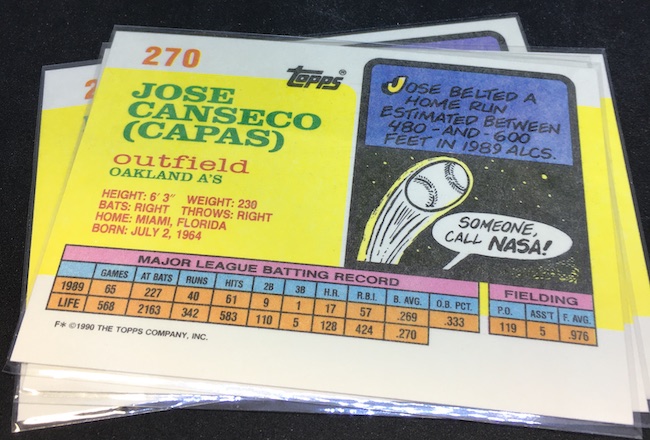 270
Topps®
JOSE
CANSECO
(CAPAS)
outfield
OAKLAND A'S
HEIGHT: 6' 3" WEIGHT: 230
BATS: RIGHT THROWS: RIGHT
HOME: MIAMI, FLORIDA
BORN: JULY 2, 1964
JOSE BELTED A
HOME RUN
ESTIMATED BETWEEN
480-AND-600
FEET IN 1989 ALCS.
SOMEONE,
CALL NASA!
MAJOR LEAGUE BATTING RECORD
GAMES AT BATS RUNS HITS 2B 3B H.R. R.B.I. B. AVG. O.B. PCT.
1989 65 227 40 61 9 1 17 57 .269 .333
LIFE 568 2163 342 583 110 5 128 424 .270
FIELDING
P.O. ASS'T F. AVG.
119 5 .976
F* ©1990 THE TOPPS COMPANY, INC.
2